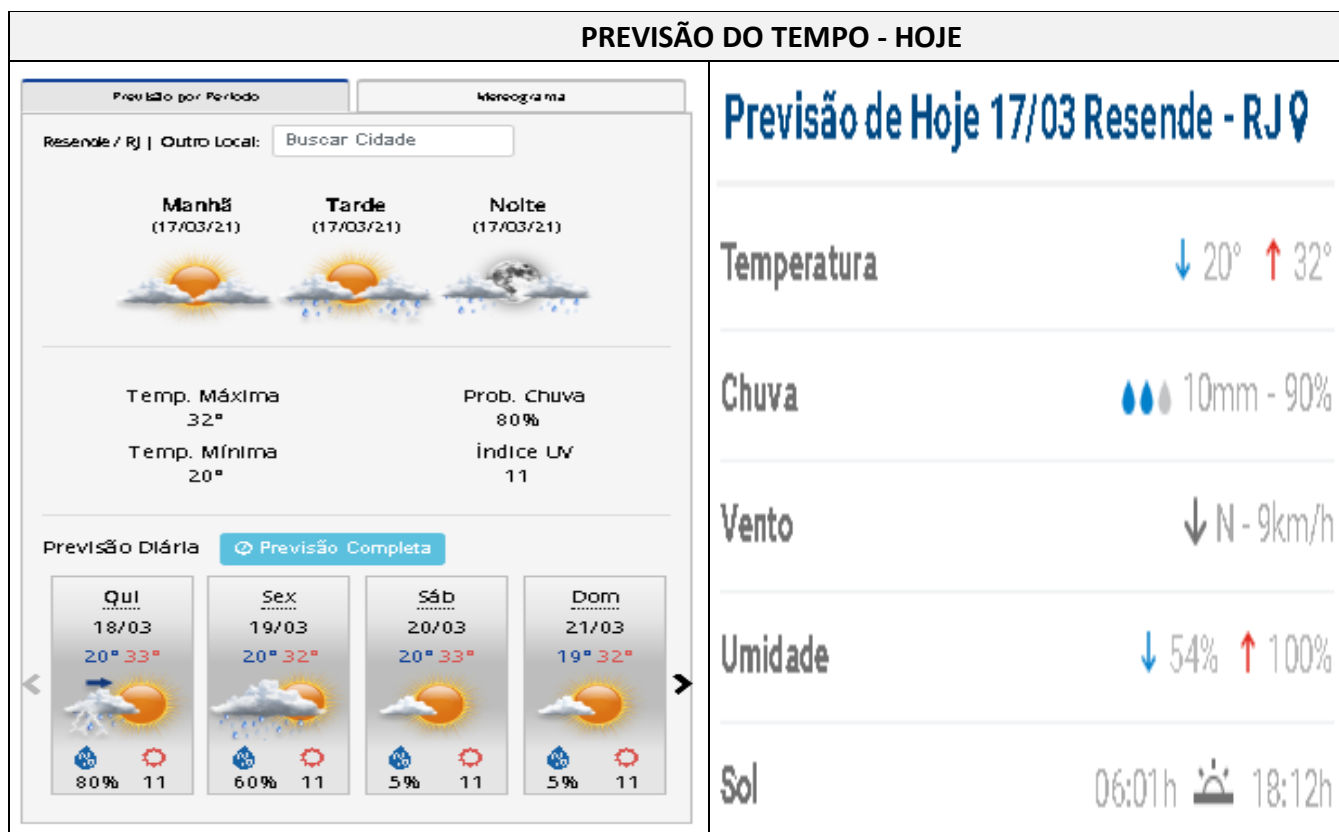 PREVISÃO DO TEMPO - HOJE
Previsão por Período
Meteograma
Resende / RJ | Outro Local: Buscar Cidade
Manhã Tarde Noite
(17/03/21) (17/03/21) (17/03/21)
Temp. Máxima Prob. Chuva
32° 80%
Temp. Mínima Índice UV
20° 11
Previsão Diária Previsão Completa
Qui Sex Sáb Dom
18/03 19/03 20/03 21/03
20° 33° 20° 32° 20° 33° 19° 32°
80% 11 60% 11 5% 11 5% 11
Previsão de Hoje 17/03 Resende - RJ
Temperatura 20° 32°
Chuva 10mm - 90%
Vento N - 9km/h
Umidade 54% 100%
Sol 06:01h 18:12h